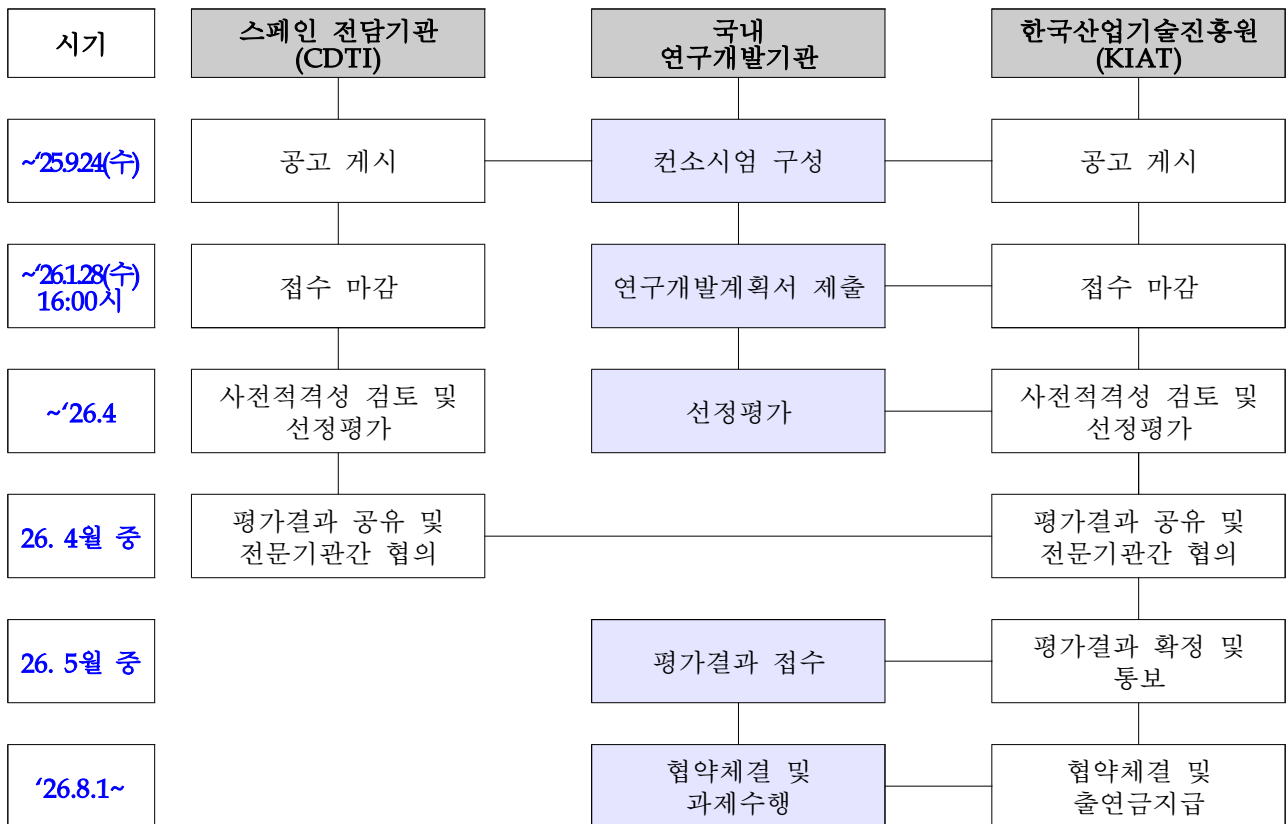 시기
스페인 전담기관
(CDTI)
국내
연구개발기관
한국산업기술진흥원
(KIAT)
~‘25.9.24(수)
공고 게시
컨소시엄 구성
공고 게시
~‘26.1.28(수)
16:00시
접수 마감
연구개발계획서 제출
접수 마감
~‘26.4
사전적격성 검토 및
선정평가
선정평가
사전적격성 검토 및
선정평가
26. 4월 중
평가결과 공유 및
전문기관간 협의
평가결과 공유 및
전문기관간 협의
26. 5월 중
평가결과 접수
평가결과 확정 및
통보
‘26.8.1~
협약체결 및
과제수행
협약체결 및
출연금지급